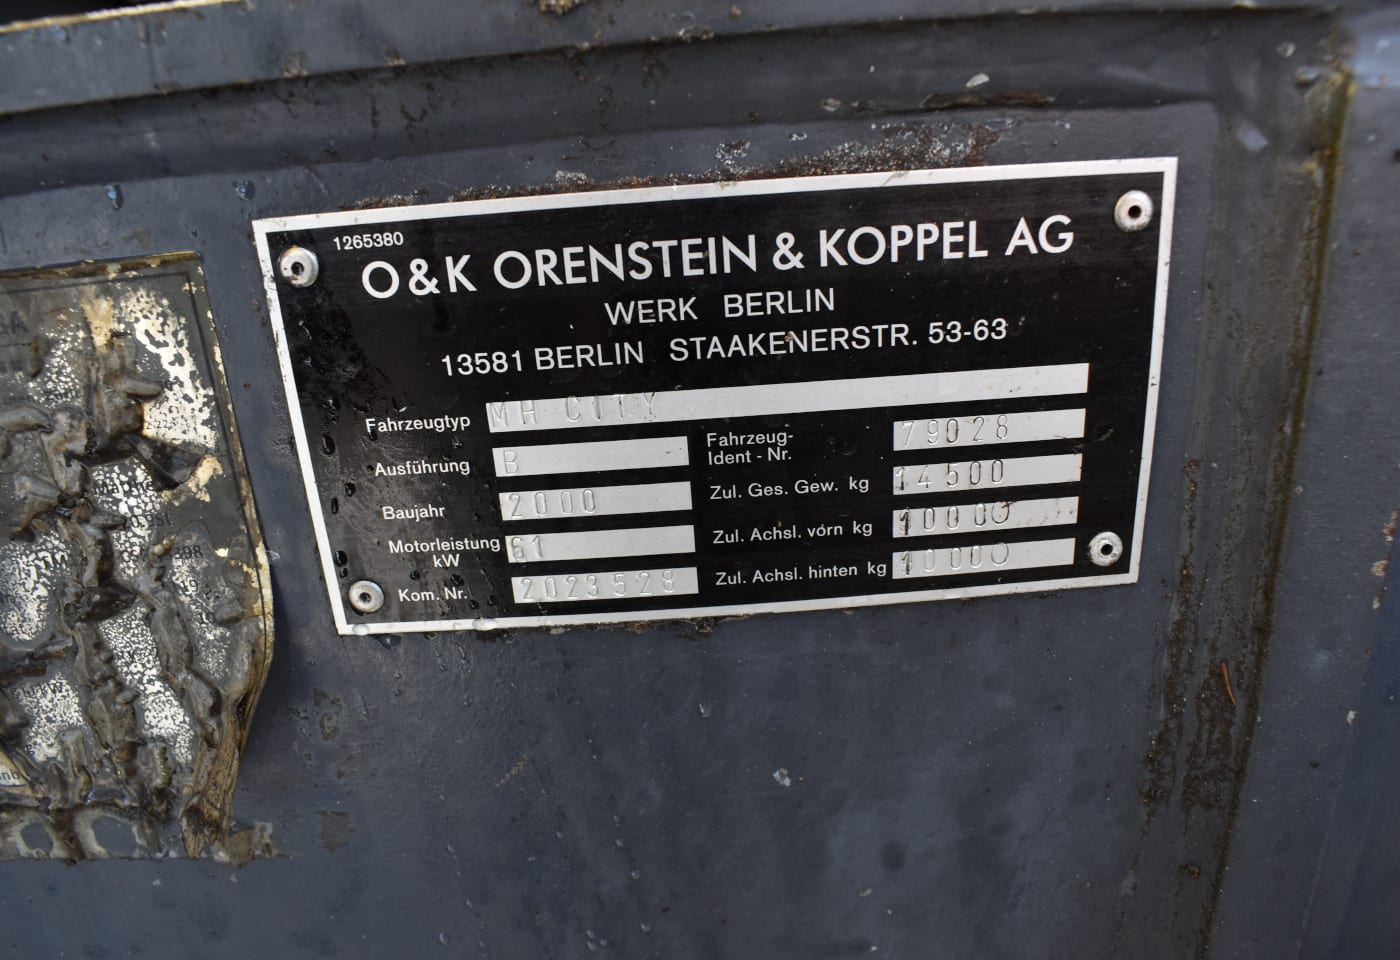 1265380
O&K ORENSTEIN & KOPPEL AG
WERK BERLIN
13581 BERLIN STAAKENERSTR. 53-63
Fahrzeugtyp MH CITY
Ausführung B
Fahrzeug-Ident - Nr. 79028
Baujahr 2000
Zul. Ges. Gew. kg 14500
Motorleistung kW 61
Zul. Achsl. vorn kg 10000
Kom. Nr. 2023528
Zul. Achsl. hinten kg 10000